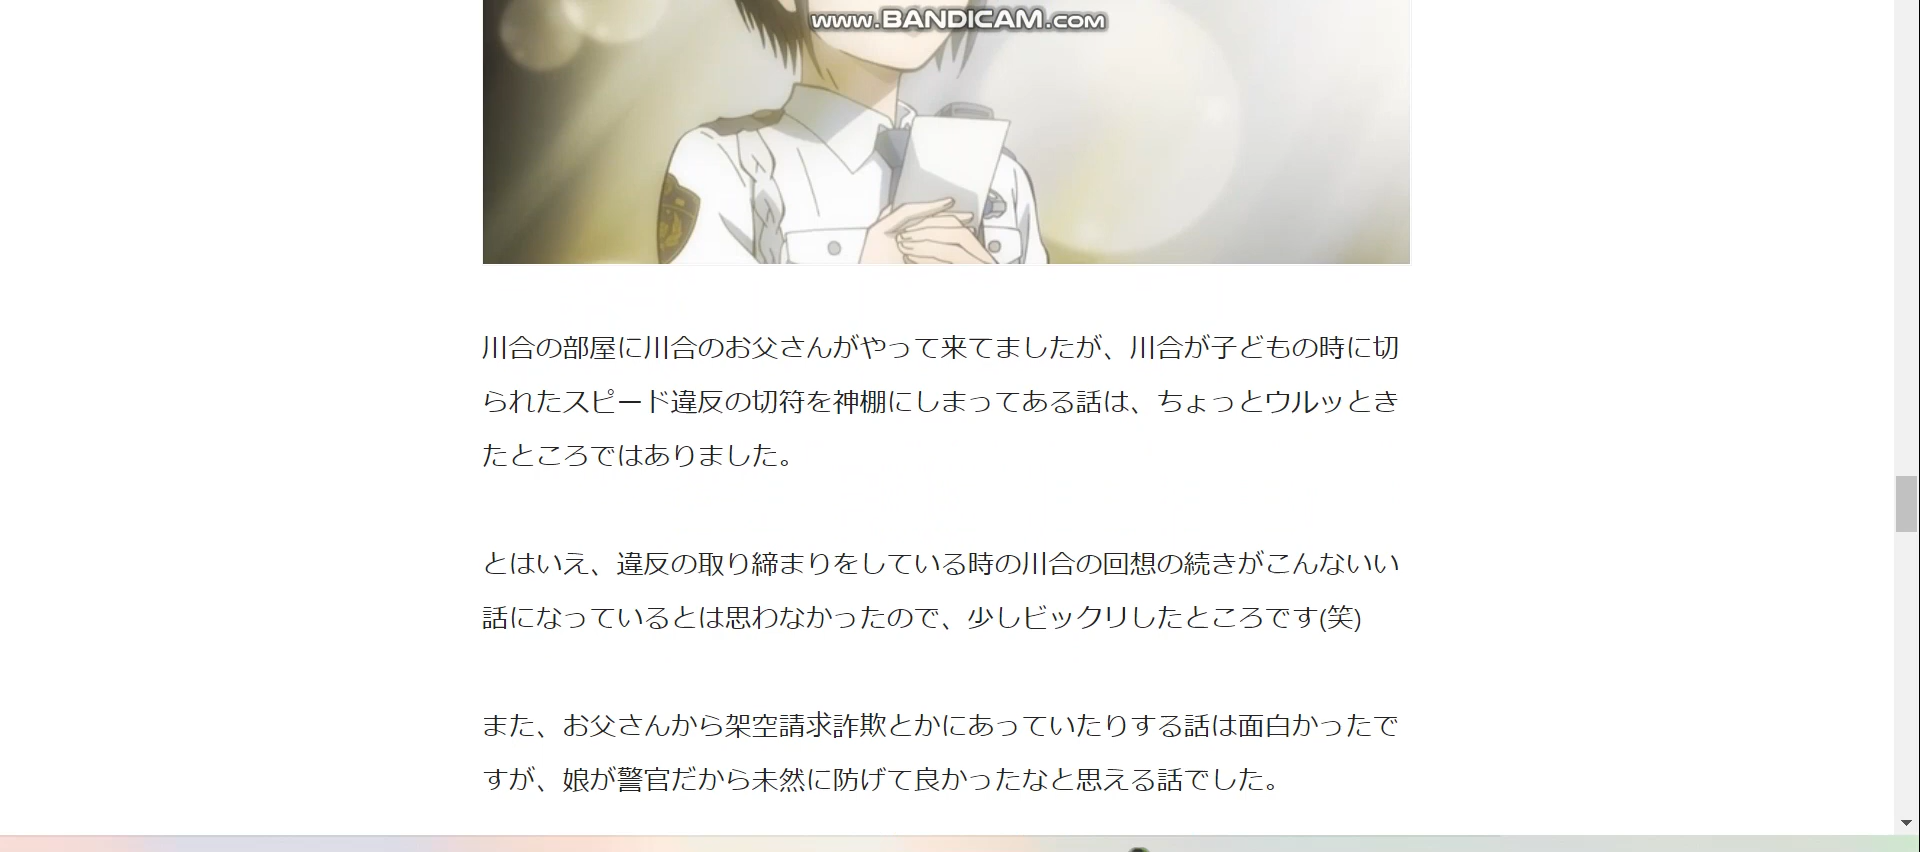 www.BANDICAM.com
川合の部屋に川合のお父さんがやって来てましたが、川合が子どもの時に切
られたスピード違反の切符を神棚にしまってある話は、ちょっとウルッとき
たところではありました。
とはいえ、違反の取り締まりをしている時の川合の回想の続きがこんないい
話になっているとは思わなかったので、少しビックリしたところです(笑)
また、お父さんから架空請求詐欺とかにあっていたりする話は面白かったで
すが、娘が警官だから未然に防げて良かったなと思える話でした。